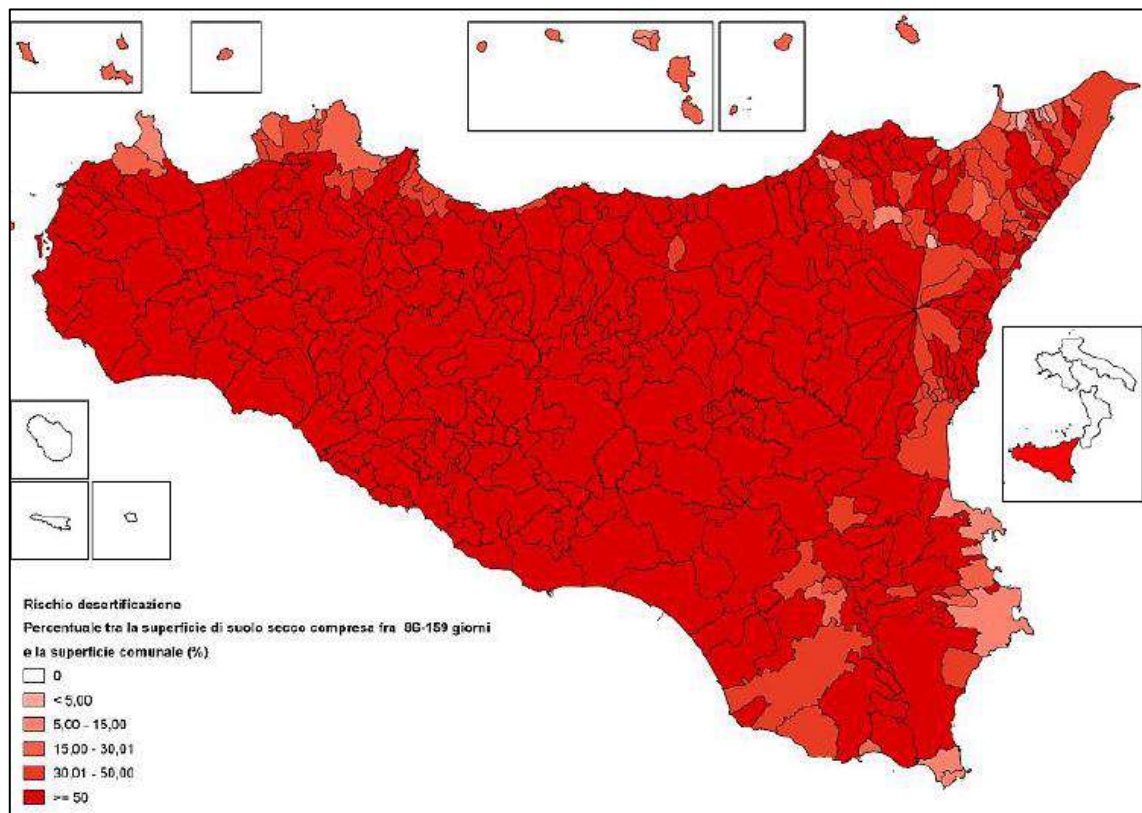 Rischio desertificazione
Percentuale tra la superficie di suolo secco compresa fra 86-159 giorni
e la superficie comunale (%)
0
< 5,00
5,00 - 15,00
15,00 - 30,01
30,01 - 50,00
>= 50